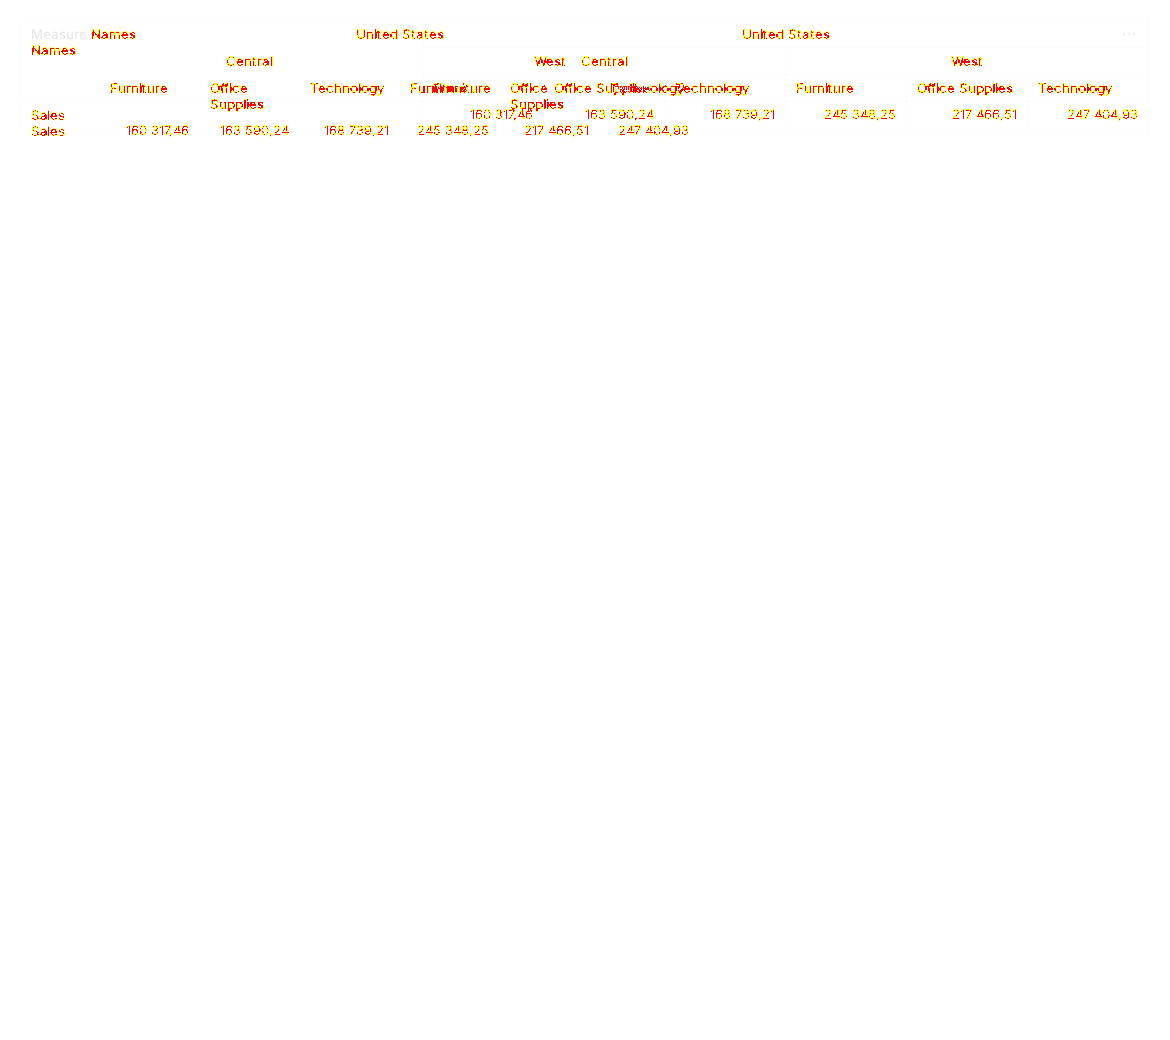 Measure Names United States United States
Names
Central West Central West
Furniture Office Technology Furniture Office Office Supplies Technology Technology Furniture Office Supplies Technology
Supplies Supplies
Sales 160 317,46 163 590,24 168 739,21 245 348,25 217 466,51 247 404,93
Sales 160 317,46 163 590,24 168 739,21 245 348,25 217 466,51 247 404,93